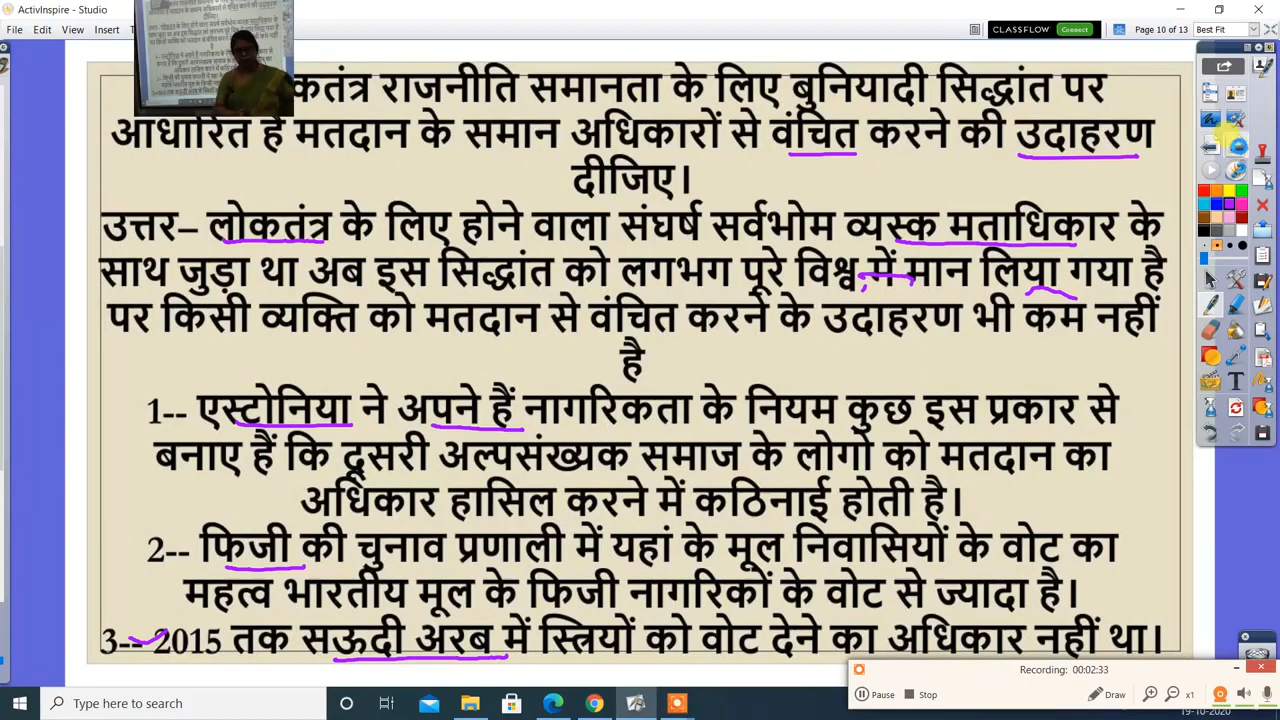 ActivInspire - Studio
File Edit View Insert
CLASSFLOW Connect Page 10 of 13 Best Fit
कतंत्र राजनीति समानता के लिए बुनियादी सिद्धांत पर
आधारित है मतदान के समान अधिकारों से वंचित करने की उदाहरण
दीजिए।
उत्तर– लोकतंत्र के लिए होने वाला संघर्ष सर्वभोम व्यस्क मताधिकार के
साथ जुड़ा था अब इस सिद्धांत को लगभग पूरे विश्व में मान लिया गया है
पर किसी व्यक्ति को मतदान से वंचित करने के उदाहरण भी कम नहीं
है
1-- एस्टोनिया ने अपने हैं नागरिकता के नियम कुछ इस प्रकार से
बनाए हैं कि दूसरी अल्पसंख्यक समाज के लोगो को मतदान का
अधिकार हासिल करने में कठिनाई होती है।
2-- फिजी की चुनाव प्रणाली में यहां के मूल निवासियों के वोट का
महत्व भारतीय मूल के फिजी नागरिकों के वोट से ज्यादा है।
3-- 2015 तक सऊदी अरब में स्त्रियों को वोट देने का अधिकार नहीं था।
Recording: 00:02:33
Pause Stop Draw x1
Type here to search
19-10-2020